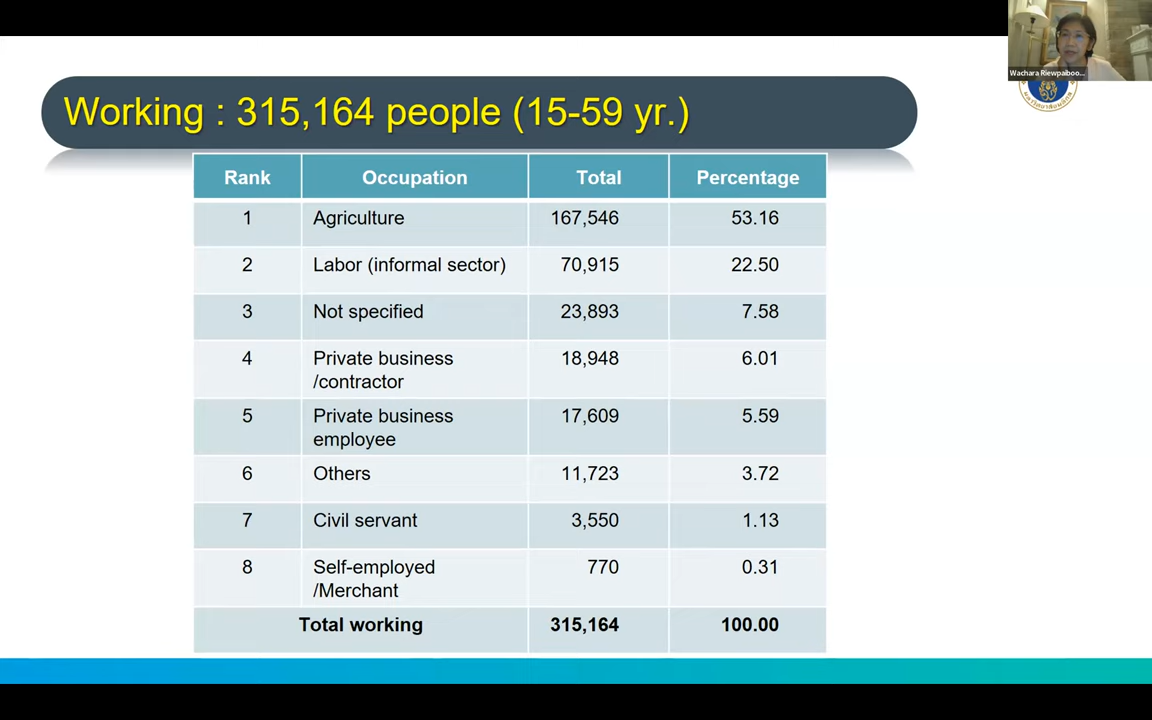 Wachara Riewpaiboo...
Working : 315,164 people (15-59 yr.)
Rank Occupation Total Percentage
1 Agriculture 167,546 53.16
2 Labor (informal sector) 70,915 22.50
3 Not specified 23,893 7.58
4 Private business 18,948 6.01
/contractor
5 Private business 17,609 5.59
employee
6 Others 11,723 3.72
7 Civil servant 3,550 1.13
8 Self-employed 770 0.31
/Merchant
Total working 315,164 100.00